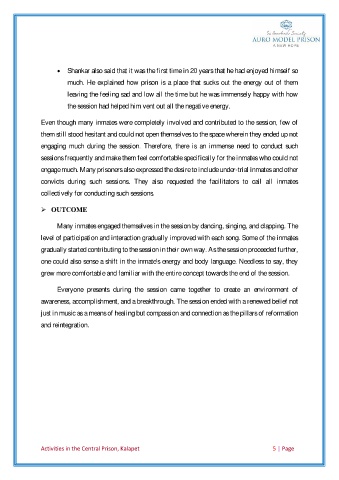 Sri Aurobindo Society
AURO MODEL PRISON
A NEW HOPE
• Shankar also said that it was the first time in 20 years that he had enjoyed himself so
much. He explained how prison is a place that sucks out the energy out of them
leaving the feeling sad and low all the time but he was immensely happy with how
the session had helped him vent out all the negative energy.
Even though many inmates were completely involved and contributed to the session, few of
them still stood hesitant and could not open themselves to the space wherein they ended up not
engaging much during the session. Therefore, there is an immense need to conduct such
sessions frequently and make them feel comfortable specifically for the inmates who could not
engage much. Many prisoners also expressed the desire to include under-trial inmates and other
convicts during such sessions. They also requested the facilitators to call all inmates
collectively for conducting such sessions.
➢ OUTCOME
Many inmates engaged themselves in the session by dancing, singing, and clapping. The
level of participation and interaction gradually improved with each song. Some of the inmates
gradually started contributing to the session in their own way. As the session proceeded further,
one could also sense a shift in the inmate's energy and body language. Needless to say, they
grew more comfortable and familiar with the entire concept towards the end of the session.
Everyone presents during the session came together to create an environment of
awareness, accomplishment, and a breakthrough. The session ended with a renewed belief not
just in music as a means of healing but compassion and connection as the pillars of reformation
and reintegration.
Activities in the Central Prison, Kalapet 5 | Page